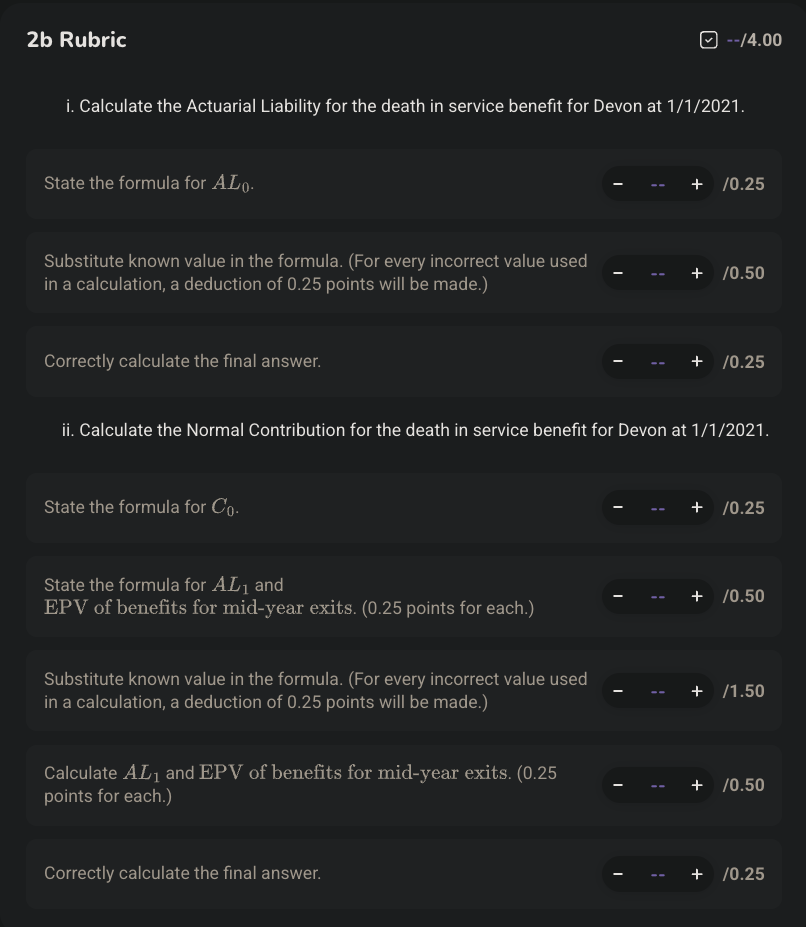 2b Rubric --/4.00
i. Calculate the Actuarial Liability for the death in service benefit for Devon at 1/1/2021.
State the formula for AL₀. − -- + /0.25
Substitute known value in the formula. (For every incorrect value used
in a calculation, a deduction of 0.25 points will be made.) − -- + /0.50
Correctly calculate the final answer. − -- + /0.25
ii. Calculate the Normal Contribution for the death in service benefit for Devon at 1/1/2021.
State the formula for C₀. − -- + /0.25
State the formula for AL₁ and
EPV of benefits for mid-year exits. (0.25 points for each.) − -- + /0.50
Substitute known value in the formula. (For every incorrect value used
in a calculation, a deduction of 0.25 points will be made.) − -- + /1.50
Calculate AL₁ and EPV of benefits for mid-year exits. (0.25
points for each.) − -- + /0.50
Correctly calculate the final answer. − -- + /0.25